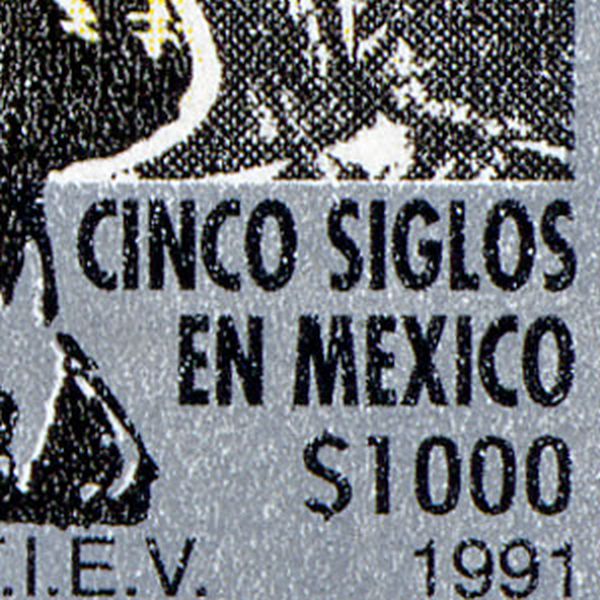 CINCO SIGLOS
EN MEXICO
$1000
.I.E.V. 1991